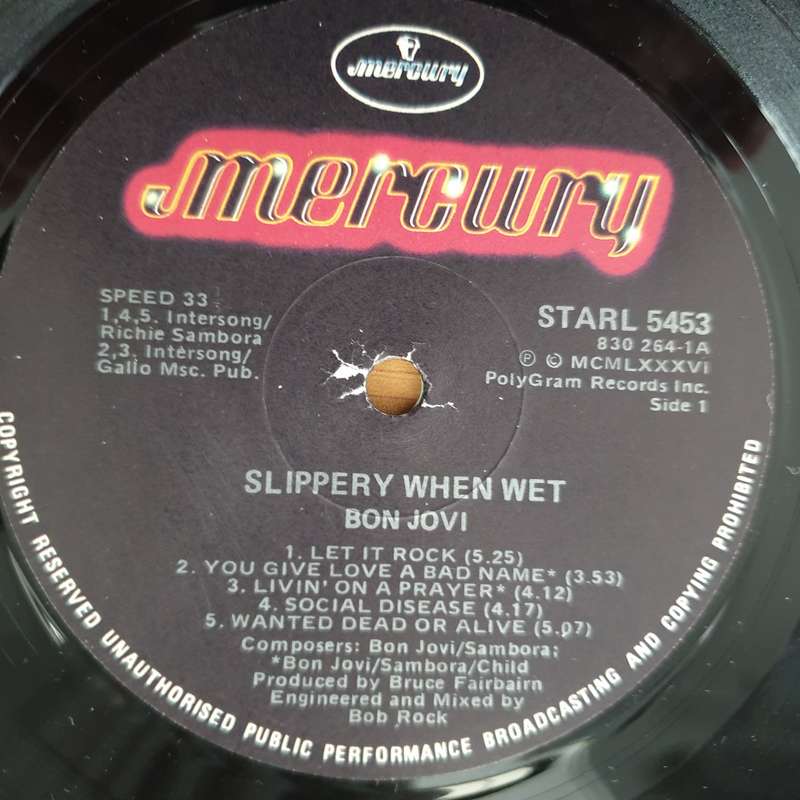 mercury
mercury
SPEED 33
1,4,5. Intersong/
Richie Sambora
2,3. Intersong/
Gallo Msc. Pub.
STARL 5453
830 264-1A
Ⓟ © MCMLXXXVI
PolyGram Records Inc.
Side 1
SLIPPERY WHEN WET
BON JOVI
1. LET IT ROCK (5.25)
2. YOU GIVE LOVE A BAD NAME* (3.53)
3. LIVIN' ON A PRAYER* (4.12)
4. SOCIAL DISEASE (4.17)
5. WANTED DEAD OR ALIVE (5.07)
Composers: Bon Jovi/Sambora;
*Bon Jovi/Sambora/Child
Produced by Bruce Fairbairn
Engineered and Mixed by
Bob Rock
COPYRIGHT RESERVED UNAUTHORISED PUBLIC PERFORMANCE BROADCASTING AND COPYING PROHIBITED